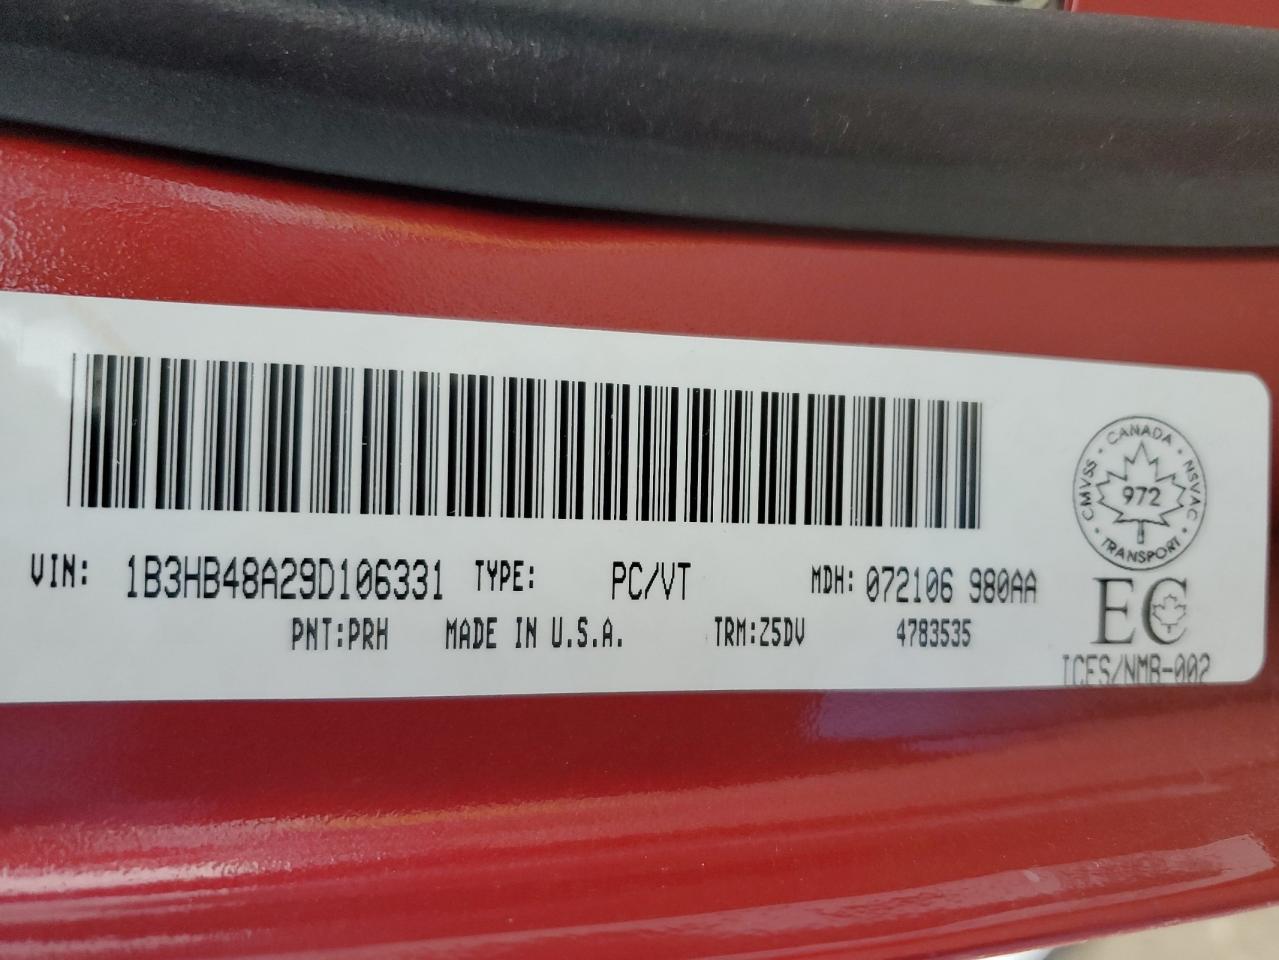 CANADA
CMVSS
NSVAC
972
TRANSPORT
VIN: 1B3HB48A29D106331 TYPE: PC/VT MDH: 072106 980AA
PNT:PRH MADE IN U.S.A. TRM:Z5DV 4783535
EC
ICES/NMB-002